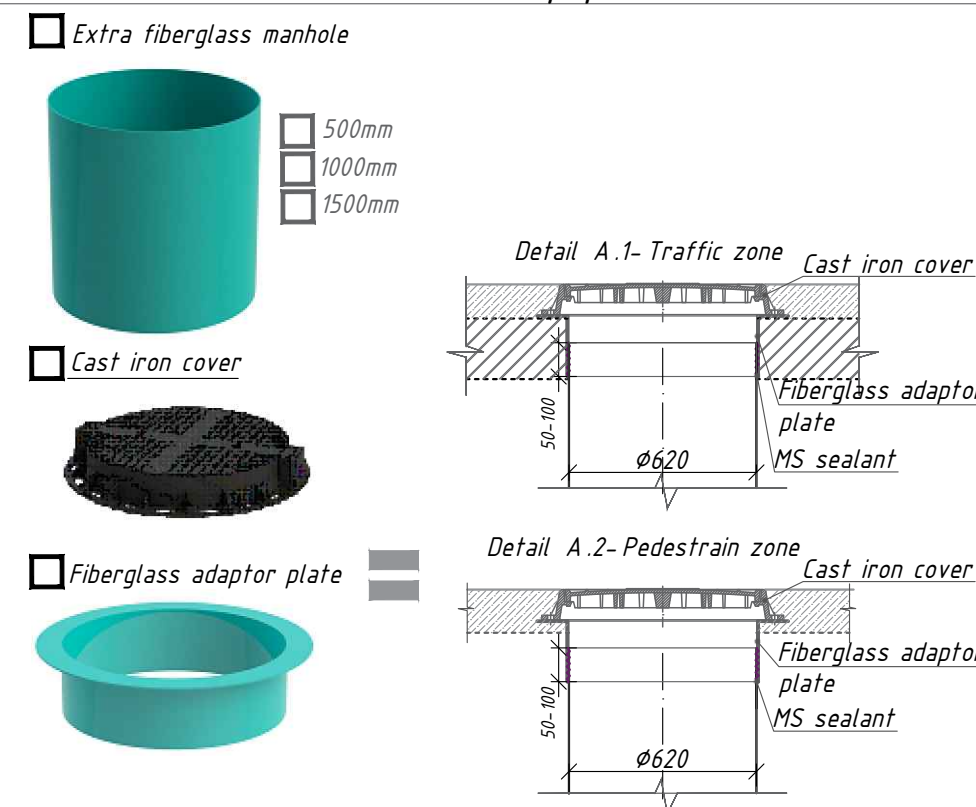 Extra fiberglass manhole
500mm
1000mm
1500mm
Cast iron cover
Fiberglass adaptor plate
Detail A.1- Traffic zone
Cast iron cover
Fiberglass adaptor
plate
MS sealant
50-100
Ø620
Detail A.2- Pedestrain zone
Cast iron cover
Fiberglass adaptor
plate
MS sealant
50-100
Ø620